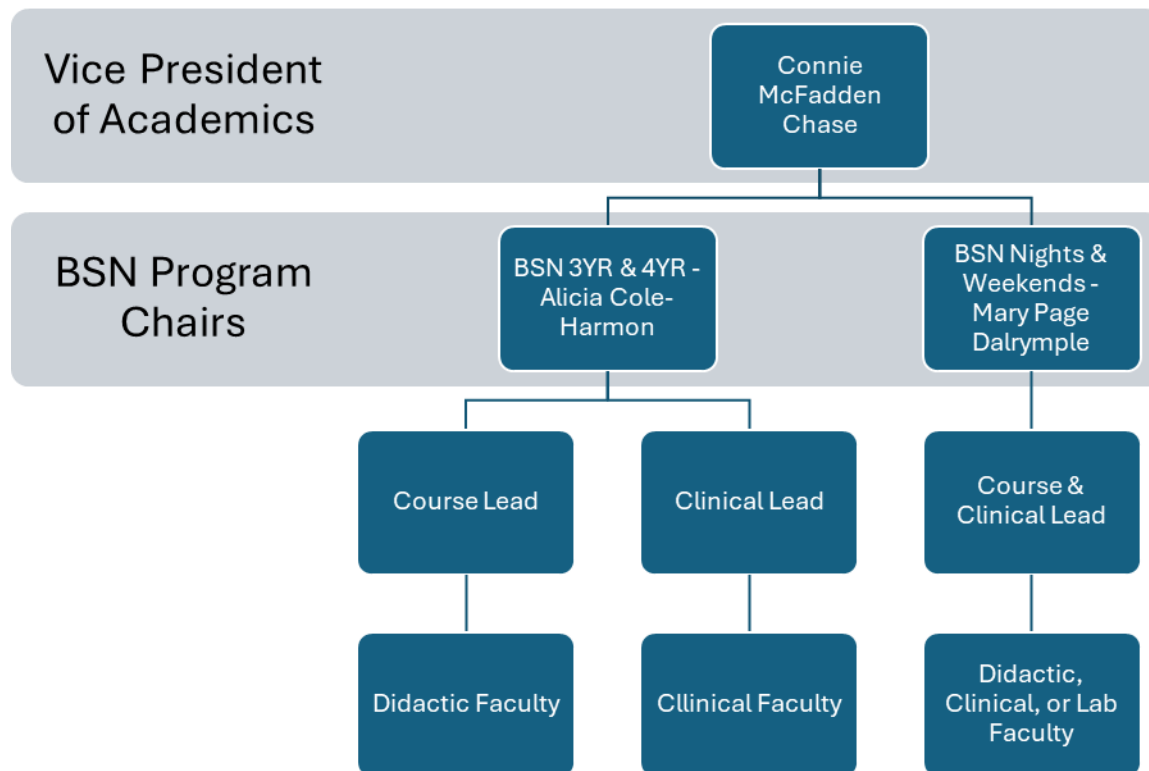 Vice President
of Academics
Connie
McFadden
Chase
BSN Program
Chairs
BSN 3YR & 4YR -
Alicia Cole-
Harmon
BSN Nights &
Weekends -
Mary Page
Dalrymple
Course Lead
Clinical Lead
Course &
Clinical Lead
Didactic Faculty
Cllinical Faculty
Didactic,
Clinical, or Lab
Faculty